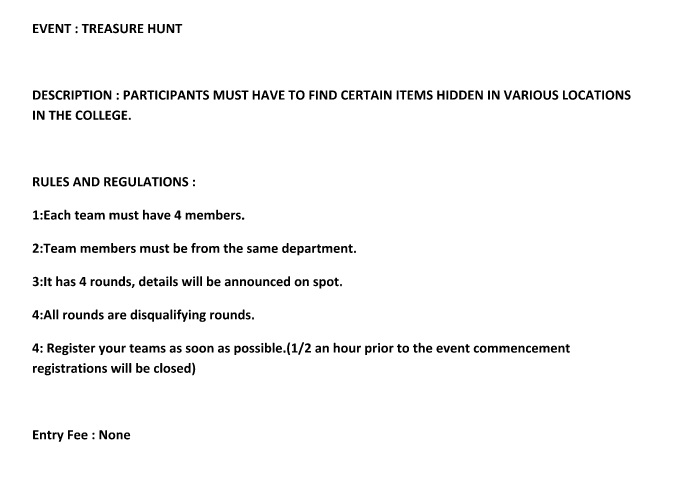 EVENT : TREASURE HUNT
DESCRIPTION : PARTICIPANTS MUST HAVE TO FIND CERTAIN ITEMS HIDDEN IN VARIOUS LOCATIONS
IN THE COLLEGE.
RULES AND REGULATIONS :
1:Each team must have 4 members.
2:Team members must be from the same department.
3:It has 4 rounds, details will be announced on spot.
4:All rounds are disqualifying rounds.
4: Register your teams as soon as possible.(1/2 an hour prior to the event commencement
registrations will be closed)
Entry Fee : None